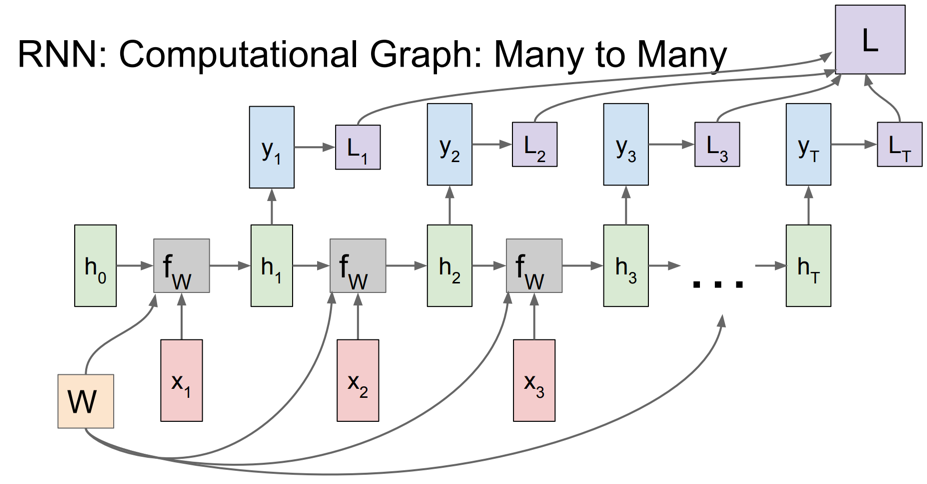 RNN: Computational Graph: Many to Many
L
y1 L1 y2 L2 y3 L3 yT LT
h0 fW h1 fW h2 fW h3 ... hT
x1 x2 x3
W